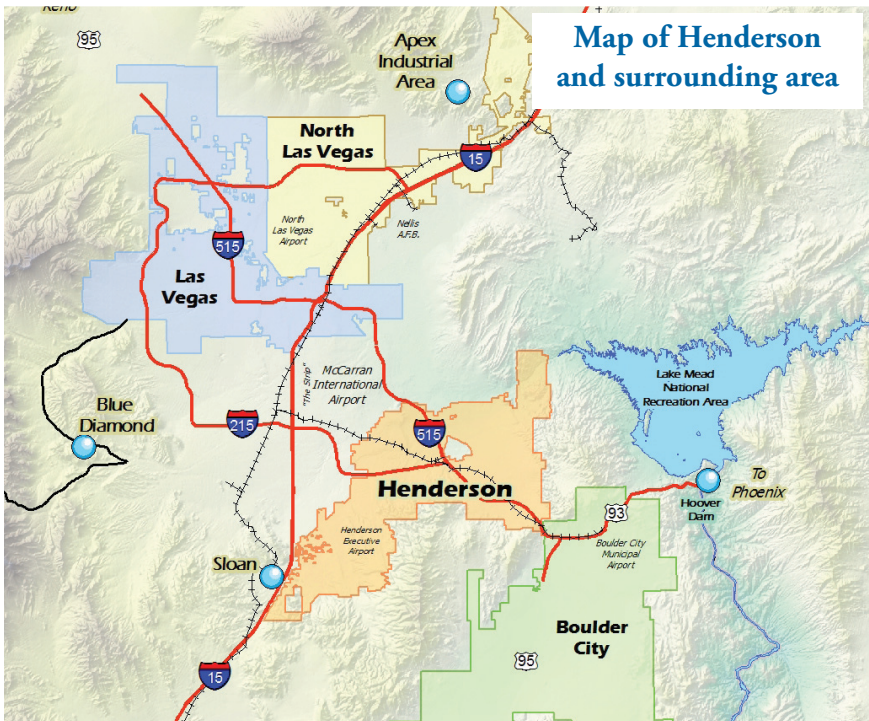 Reno
95
Map of Henderson
and surrounding area
Apex
Industrial
Area
North
Las Vegas
15
North
Las Vegas
Airport
Nellis
A.F.B.
515
Las
Vegas
"The Strip"
McCarran
International
Airport
Lake Mead
National
Recreation Area
Blue
Diamond
215
515
Henderson
To
Phoenix
93
Hoover
Dam
Henderson
Executive
Airport
Boulder City
Municipal
Airport
Sloan
Boulder
City
15
95